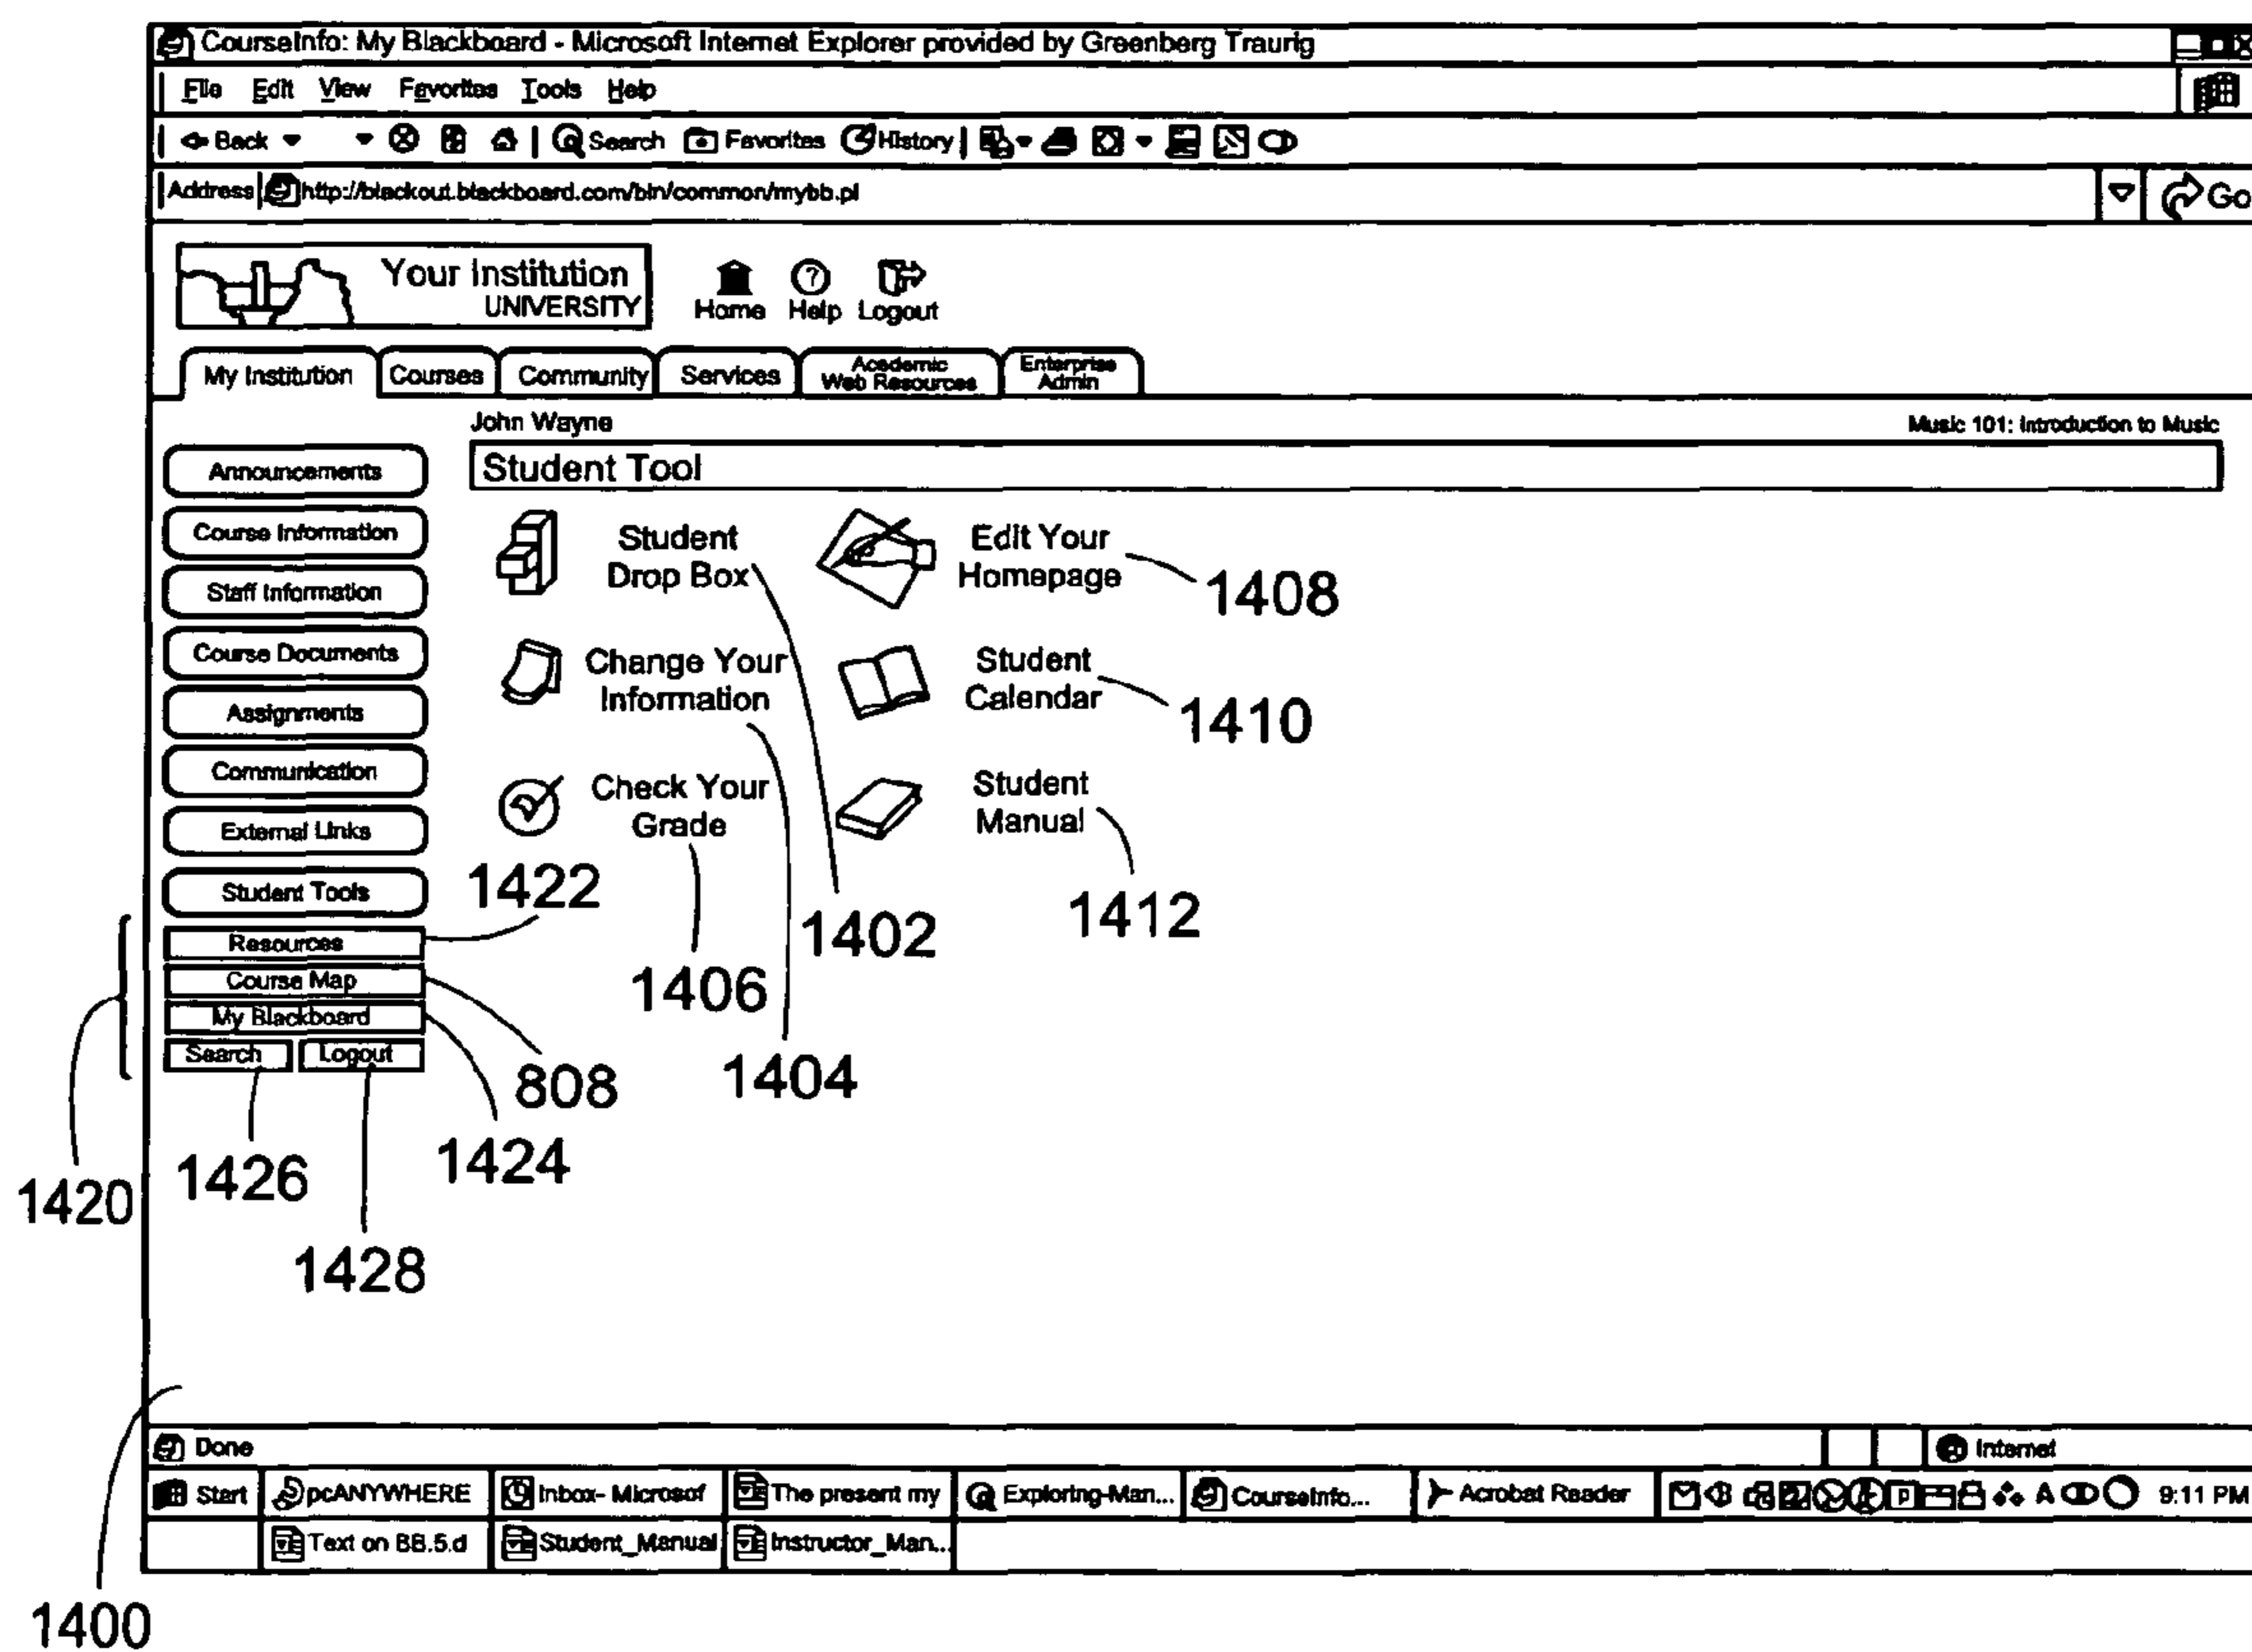 CourseInfo: My Blackboard - Microsoft Internet Explorer provided by Greenberg Traurig
File Edit View Favorites Tools Help
Back Search Favorites History
Address http://blackout.blackboard.com/bin/common/mybb.pl Go
Your Institution
UNIVERSITY
Home Help Logout
My Institution Courses Community Services Academic Web Resources Enterprise Admin
John Wayne Music 101: Introduction to Music
Student Tool
Announcements
Course Information
Staff Information
Course Documents
Assignments
Communication
External Links
Student Tools
Resources
Course Map
My Blackboard
Search Logout
Student
Drop Box
Edit Your
Homepage
1408
Change Your
Information
Student
Calendar
1410
Check Your
Grade
Student
Manual
1422
1402
1412
1406
1404
808
1424
1426
1420
1428
Done Internet
Start pcANYWHERE Inbox- Microsof The present my Exploring-Man... CourseInfo... Acrobat Reader P A 9:11 PM
Text on BB.5.d Student_Manual Instructor_Man...
1400